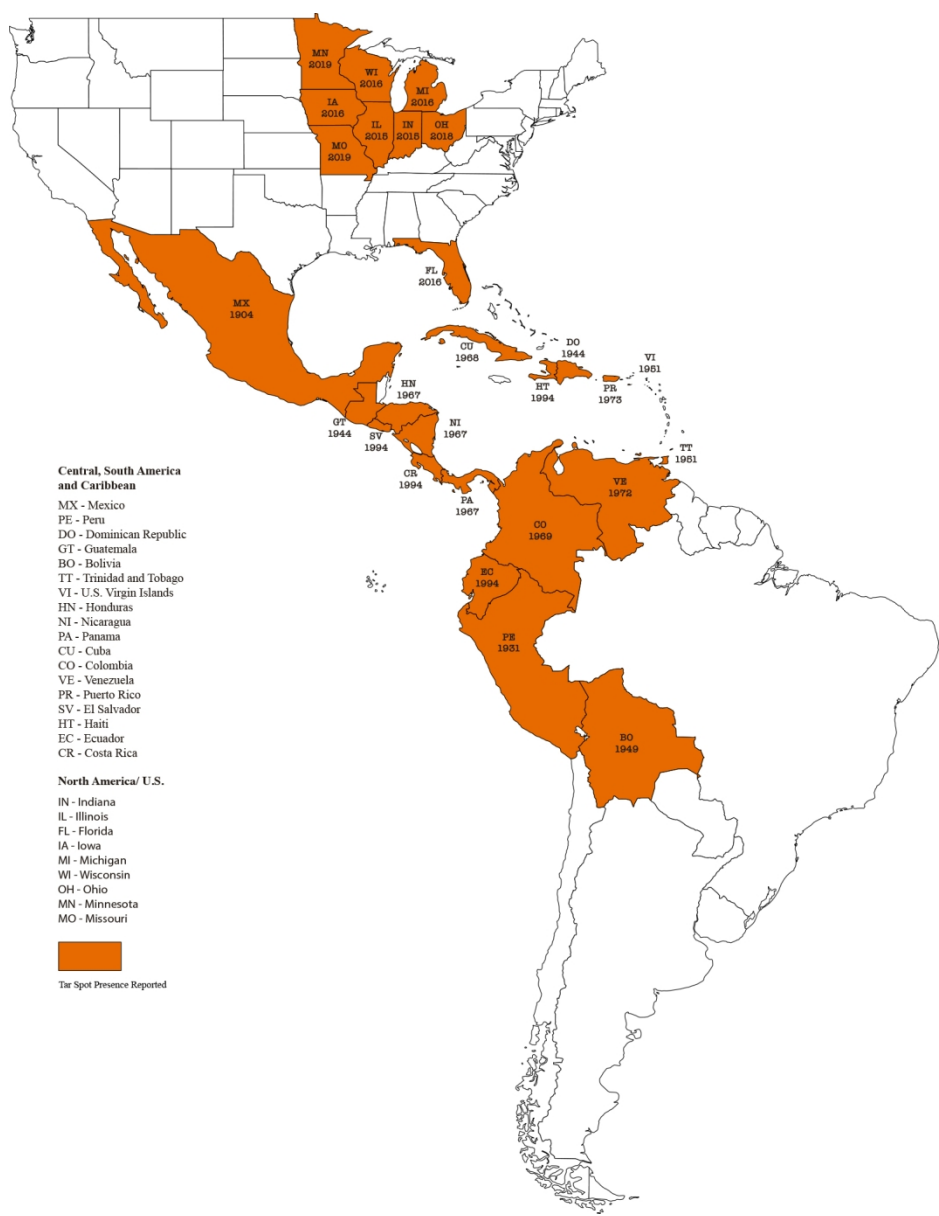 MN
2019
WI
2016
MI
2016
IA
2016
IL
2015
IN
2015
OH
2018
MO
2019
FL
2016
MX
1904
CU
1968
DO
1944
VI
1951
HT
1994
PR
1973
HN
1967
GT
1944
SV
1994
NI
1967
TT
1951
CR
1994
PA
1967
VE
1972
CO
1969
EC
1994
PE
1931
BO
1949
Central, South America
and Caribbean
MX - Mexico
PE - Peru
DO - Dominican Republic
GT - Guatemala
BO - Bolivia
TT - Trinidad and Tobago
VI - U.S. Virgin Islands
HN - Honduras
NI - Nicaragua
PA - Panama
CU - Cuba
CO - Colombia
VE - Venezuela
PR - Puerto Rico
SV - El Salvador
HT - Haiti
EC - Ecuador
CR - Costa Rica
North America/ U.S.
IN - Indiana
IL - Illinois
FL - Florida
IA - Iowa
MI - Michigan
WI - Wisconsin
OH - Ohio
MN - Minnesota
MO - Missouri
Tar Spot Presence Reported